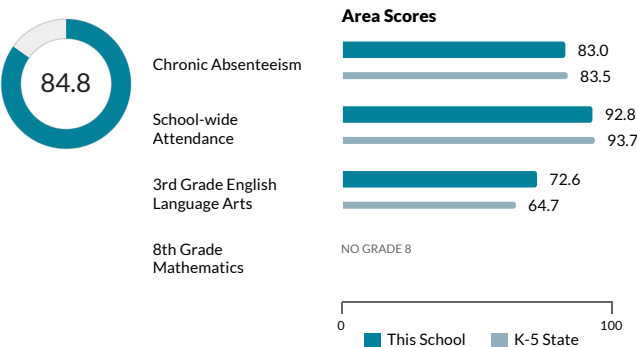 Area Scores
84.8
Chronic Absenteeism
83.0
83.5
School-wide
Attendance
92.8
93.7
3rd Grade English
Language Arts
72.6
64.7
8th Grade
Mathematics
NO GRADE 8
0
100
This School
K-5 State